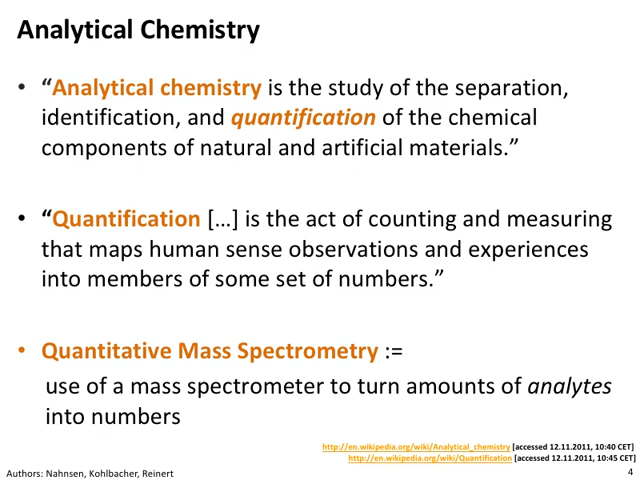 Analytical Chemistry
• “Analytical chemistry is the study of the separation,
identification, and quantification of the chemical
components of natural and artificial materials.”
• “Quantification […] is the act of counting and measuring
that maps human sense observations and experiences
into members of some set of numbers.”
• Quantitative Mass Spectrometry :=
use of a mass spectrometer to turn amounts of analytes
into numbers
http://en.wikipedia.org/wiki/Analytical_chemistry [accessed 12.11.2011, 10:40 CET]
http://en.wikipedia.org/wiki/Quantification [accessed 12.11.2011, 10:45 CET]
Authors: Nahnsen, Kohlbacher, Reinert
4